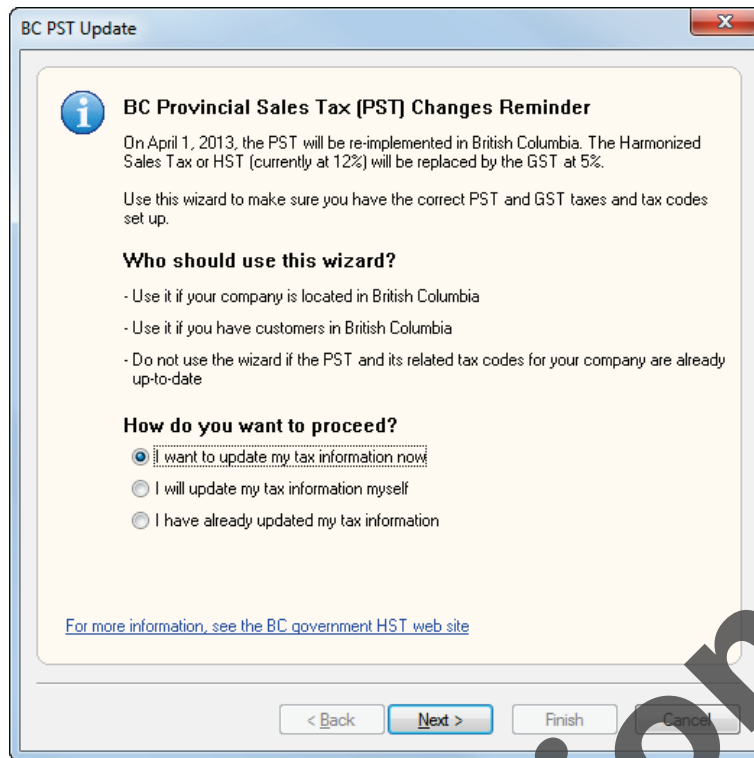 BC PST Update
BC Provincial Sales Tax (PST) Changes Reminder
On April 1, 2013, the PST will be re-implemented in British Columbia. The Harmonized
Sales Tax or HST (currently at 12%) will be replaced by the GST at 5%.
Use this wizard to make sure you have the correct PST and GST taxes and tax codes
set up.
Who should use this wizard?
- Use it if your company is located in British Columbia
- Use it if you have customers in British Columbia
- Do not use the wizard if the PST and its related tax codes for your company are already
up-to-date
How do you want to proceed?
I want to update my tax information now
I will update my tax information myself
I have already updated my tax information
For more information, see the BC government HST web site
< Back Next > Finish Cancel